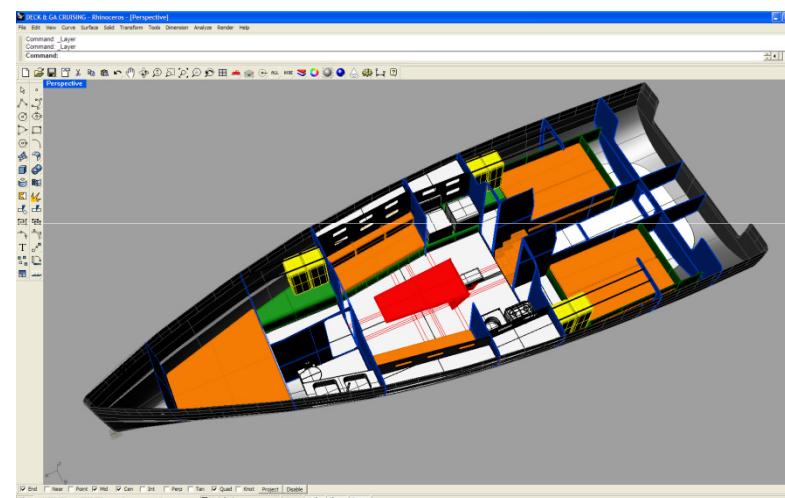 DECK & GA CRUISING - Rhinoceros - [Perspective]
File Edit View Curve Surface Solid Transform Tools Dimension Analyze Render Help
Command: _Layer
Command: _Layer
Command:
Perspective
T
End Near Point Mid Cen Int Perp Tan Quad Knot Project Disable